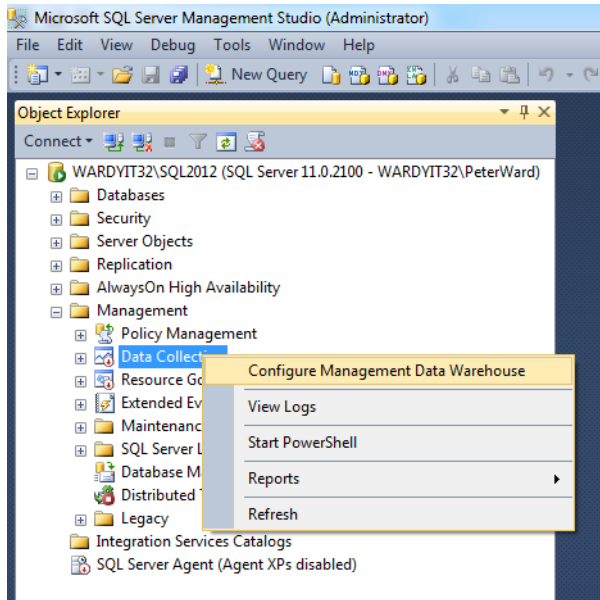 Microsoft SQL Server Management Studio (Administrator)
File Edit View Debug Tools Window Help
New Query
Object Explorer
Connect
WARDYIT32\SQL2012 (SQL Server 11.0.2100 - WARDYIT32\PeterWard)
Databases
Security
Server Objects
Replication
AlwaysOn High Availability
Management
Policy Management
Data Collecti
Resource Go
Extended Ev
Maintenanc
SQL Server L
Database M
Distributed
Legacy
Integration Services Catalogs
SQL Server Agent (Agent XPs disabled)
Configure Management Data Warehouse
View Logs
Start PowerShell
Reports
Refresh